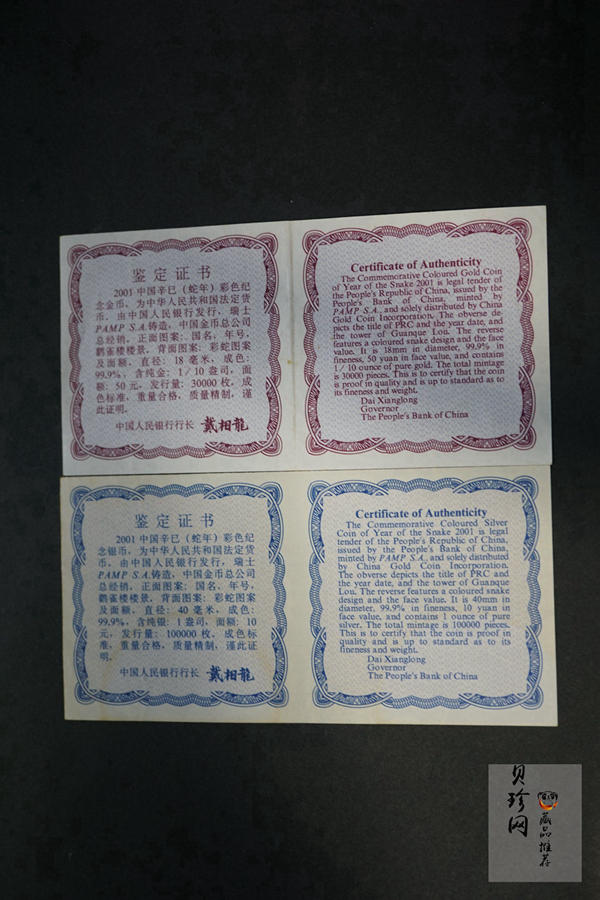 鉴定证书
2001中国辛巳（蛇年）彩色纪
念金币，为中华人民共和国法定货
币。由中国人民银行发行，瑞士
PAMP S.A.铸造，中国金币总公司
总经销。正面图案：国名、年号，
鹳雀楼楼景，背面图案：彩蛇图案
及面额，直径：18毫米，成色：
99.9%，含纯金：1/10盎司，面
额：50元，发行量：30000枚，成
色标准，重量合格，质量精制，谨
此证明。
中国人民银行行长 戴相龍
Certificate of Authenticity
The Commemorative Coloured Gold Coin
of Year of the Snake 2001 is legal tender of
the People's Republic of China, issued by the
People's Bank of China, minted by
PAMP S.A., and solely distributed by China
Gold Coin Incorporation. The obverse de-
picts the title of PRC and the year date, and
the tower of Guanque Lou. The reverse
features a coloured snake design and the face
value. It is 18mm in diameter, 99.9% in
fineness, 50 yuan in face value, and contains
1/10 ounce of pure gold. The total mintage
is 30000 pieces. This is to certify that the coin
is proof in quality and is up to standard as to
its fineness and weight.
Dai Xianglong
Governor
The People's Bank of China
鉴定证书
2001中国辛巳（蛇年）彩色纪
念银币，为中华人民共和国法定货
币。由中国人民银行发行，瑞士
PAMP S.A.铸造，中国金币总公司
总经销，正面图案：国名、年号，
鹳雀楼楼景，背面图案：彩蛇图案
及面额，直径：40毫米，成色：
99.9%，含纯银：1盎司，面额：10
元，发行量：100000枚，成色标
准，重量合格，质量精制，谨此证
明。
中国人民银行行长 戴相龍
Certificate of Authenticity
The Commemorative Coloured Silver
Coin of Year of the Snake 2001 is legal
tender of the People's Republic of China,
issued by the People's Bank of China,
minted by PAMP S.A., and solely distributed
by China Gold Coin Incorporation.
The obverse depicts the title of PRC and
the year date, and the tower of Guanque
Lou. The reverse features a coloured snake
design and the face value. It is 40mm in
diameter, 99.9% in fineness, 10 yuan in
face value, and contains 1 ounce of pure
silver. The total mintage is 100000 pieces.
This is to certify that the coin is proof in
quality and is up to standard as to its
fineness and weight.
Dai Xianglong
Governor
The People's Bank of China
贝珍网
藏品推荐